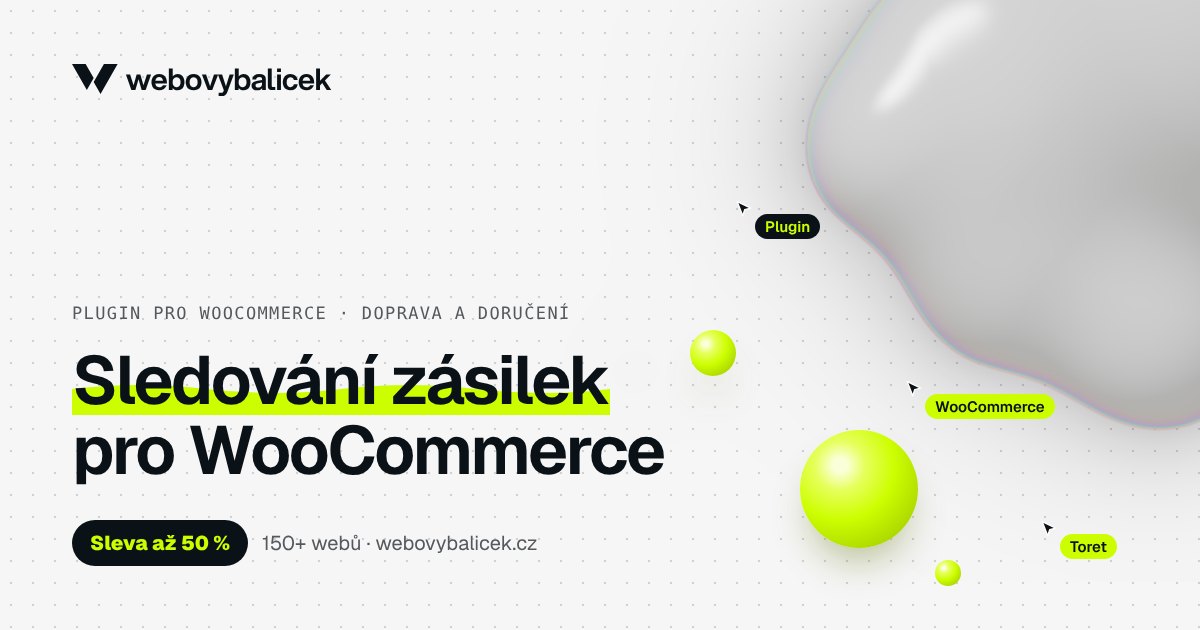 webovybalicek
Plugin
PLUGIN PRO WOOCOMMERCE · DOPRAVA A DORUČENÍ
Sledování zásilek
pro WooCommerce
WooCommerce
Sleva až 50 % 150+ webů · webovybalicek.cz
Toret